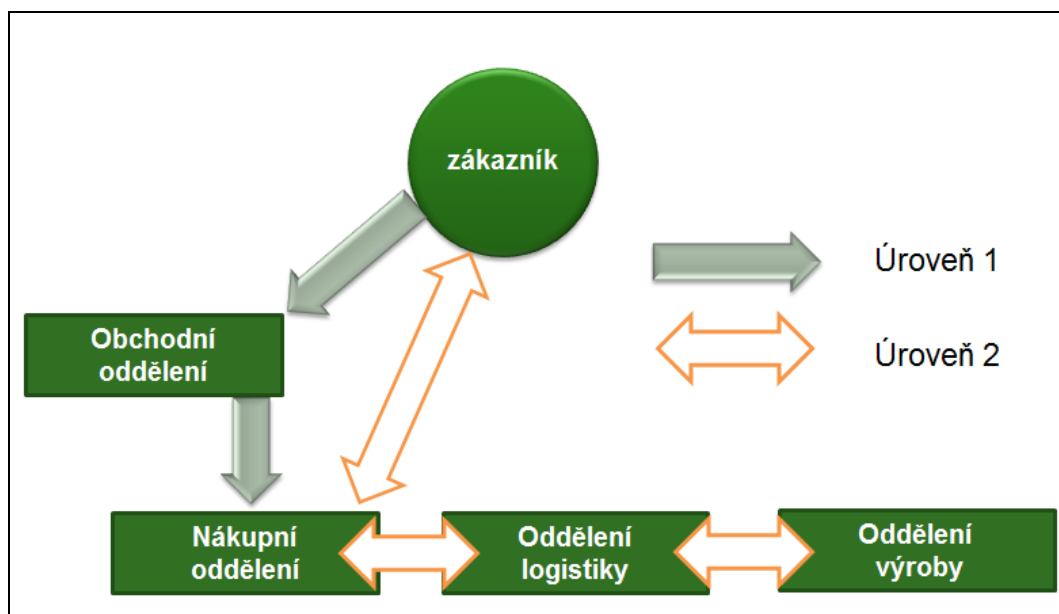 zákazník
Úroveň 1
Obchodní
oddělení
Úroveň 2
Nákupní
oddělení
Oddělení
logistiky
Oddělení
výroby